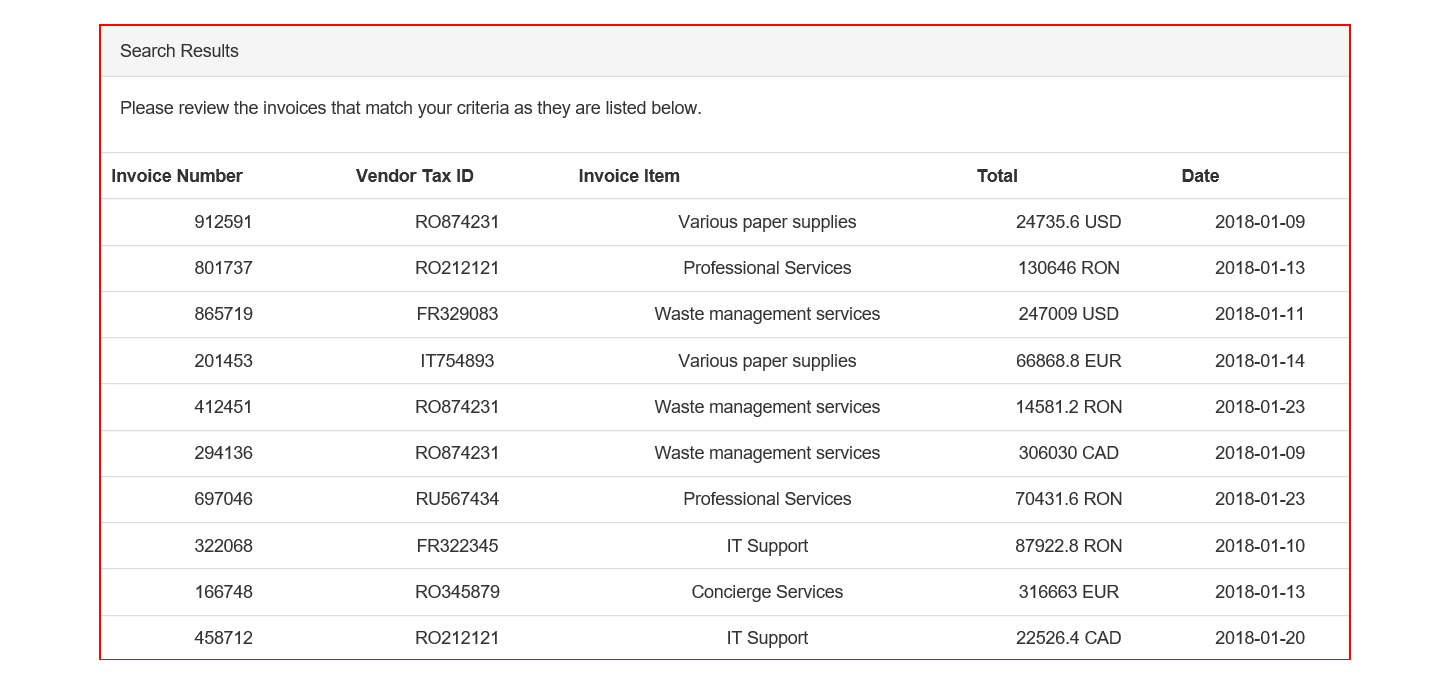 Search Results
Please review the invoices that match your criteria as they are listed below.
Invoice Number Vendor Tax ID Invoice Item Total Date
912591 RO874231 Various paper supplies 24735.6 USD 2018-01-09
801737 RO212121 Professional Services 130646 RON 2018-01-13
865719 FR329083 Waste management services 247009 USD 2018-01-11
201453 IT754893 Various paper supplies 66868.8 EUR 2018-01-14
412451 RO874231 Waste management services 14581.2 RON 2018-01-23
294136 RO874231 Waste management services 306030 CAD 2018-01-09
697046 RU567434 Professional Services 70431.6 RON 2018-01-23
322068 FR322345 IT Support 87922.8 RON 2018-01-10
166748 RO345879 Concierge Services 316663 EUR 2018-01-13
458712 RO212121 IT Support 22526.4 CAD 2018-01-20